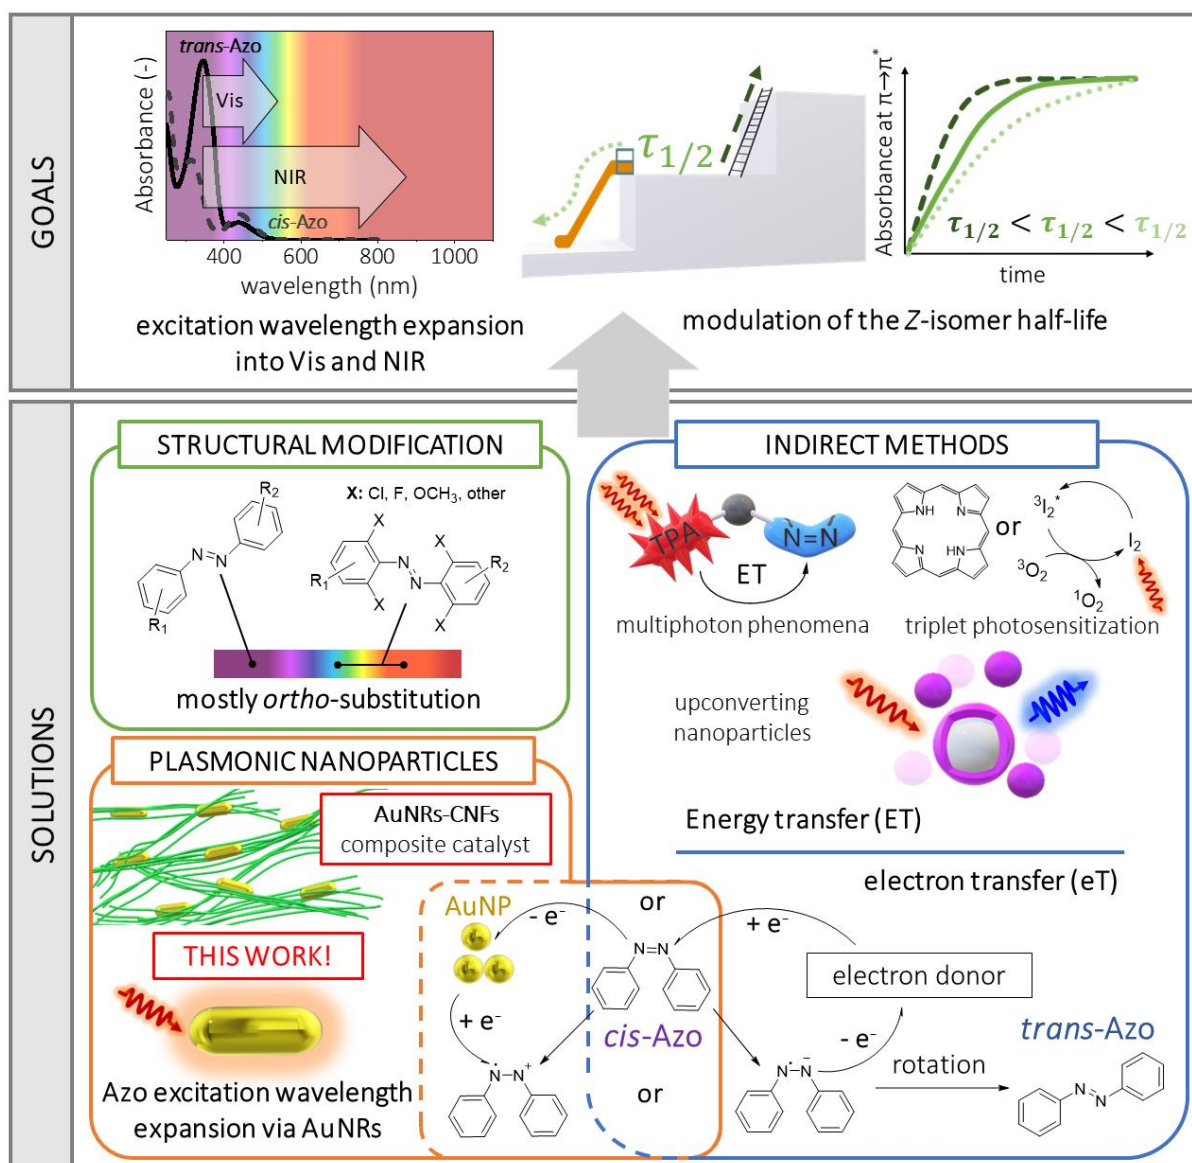 GOALS
trans-Azo
Vis
NIR
cis-Azo
Absorbance (-)
400 600 800 1000
wavelength (nm)
excitation wavelength expansion
into Vis and NIR
τ1/2
Absorbance at π→π*
τ1/2 < τ1/2 < τ1/2
time
modulation of the Z-isomer half-life
SOLUTIONS
STRUCTURAL MODIFICATION
R2
N=N
R1
X: Cl, F, OCH3, other
X
X
R2
N
N
R1
X
X
mostly ortho-substitution
INDIRECT METHODS
TPA
N=N
ET
multiphoton phenomena
NH N
N HN
or
3I2*
I2
3O2
1O2
triplet photosensitization
upconverting
nanoparticles
Energy transfer (ET)
electron transfer (eT)
PLASMONIC NANOPARTICLES
AuNRs-CNFs
composite catalyst
THIS WORK!
Azo excitation wavelength
expansion via AuNRs
AuNP
- e⁻
+ e⁻
N-N+
or
N=N
cis-Azo
or
+ e⁻
electron donor
- e⁻
N-N-
rotation
trans-Azo
N=N